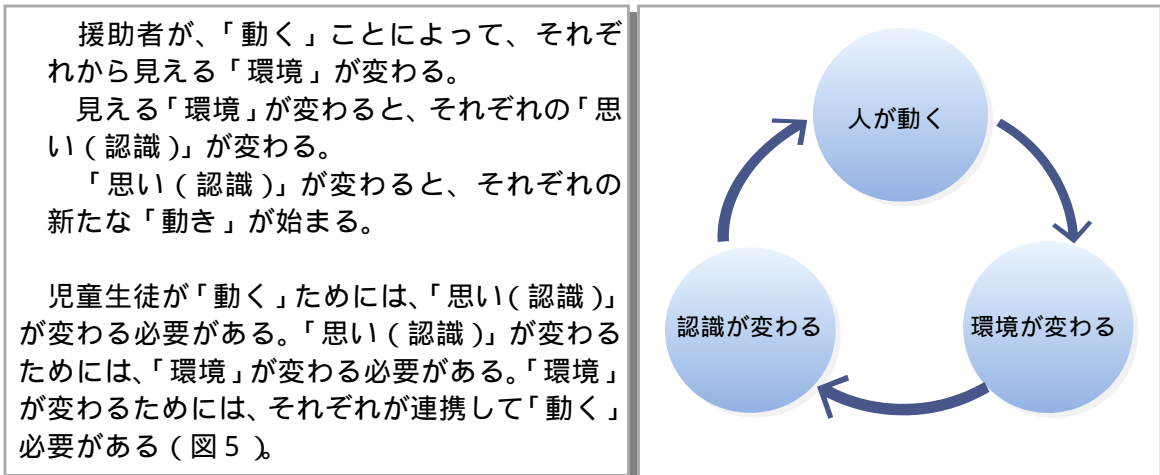 援助者が、「動く」ことによって、それぞ
れから見える「環境」が変わる。
見える「環境」が変わると、それぞれの「思
い（認識）」が変わる。
「思い（認識）」が変わると、それぞれの
新たな「動き」が始まる。
児童生徒が「動く」ためには、「思い（認識）」
が変わる必要がある。「思い（認識）」が変わる
ためには、「環境」が変わる必要がある。「環境」
が変わるためには、それぞれが連携して「動く」
必要がある（図５）。
人が動く
認識が変わる
環境が変わる